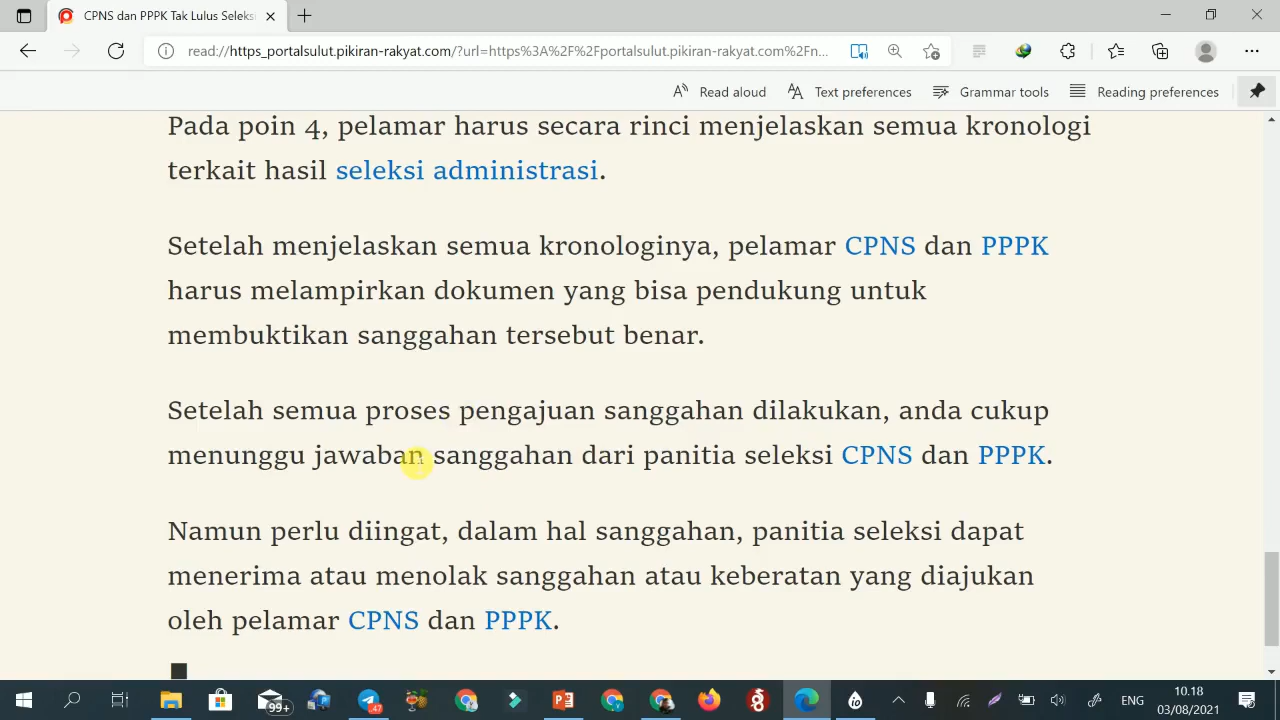 CPNS dan PPPK Tak Lulus Seleks
read://https_portalsulut.pikiran-rakyat.com/?url=https%3A%2F%2Fportalsulut.pikiran-rakyat.com%2Fn...
Read aloud
Text preferences
Grammar tools
Reading preferences
Pada poin 4, pelamar harus secara rinci menjelaskan semua kronologi
terkait hasil seleksi administrasi.
Setelah menjelaskan semua kronologinya, pelamar CPNS dan PPPK
harus melampirkan dokumen yang bisa pendukung untuk
membuktikan sanggahan tersebut benar.
Setelah semua proses pengajuan sanggahan dilakukan, anda cukup
menunggu jawaban sanggahan dari panitia seleksi CPNS dan PPPK.
Namun perlu diingat, dalam hal sanggahan, panitia seleksi dapat
menerima atau menolak sanggahan atau keberatan yang diajukan
oleh pelamar CPNS dan PPPK.
99+
47
io
ENG
10.18
03/08/2021